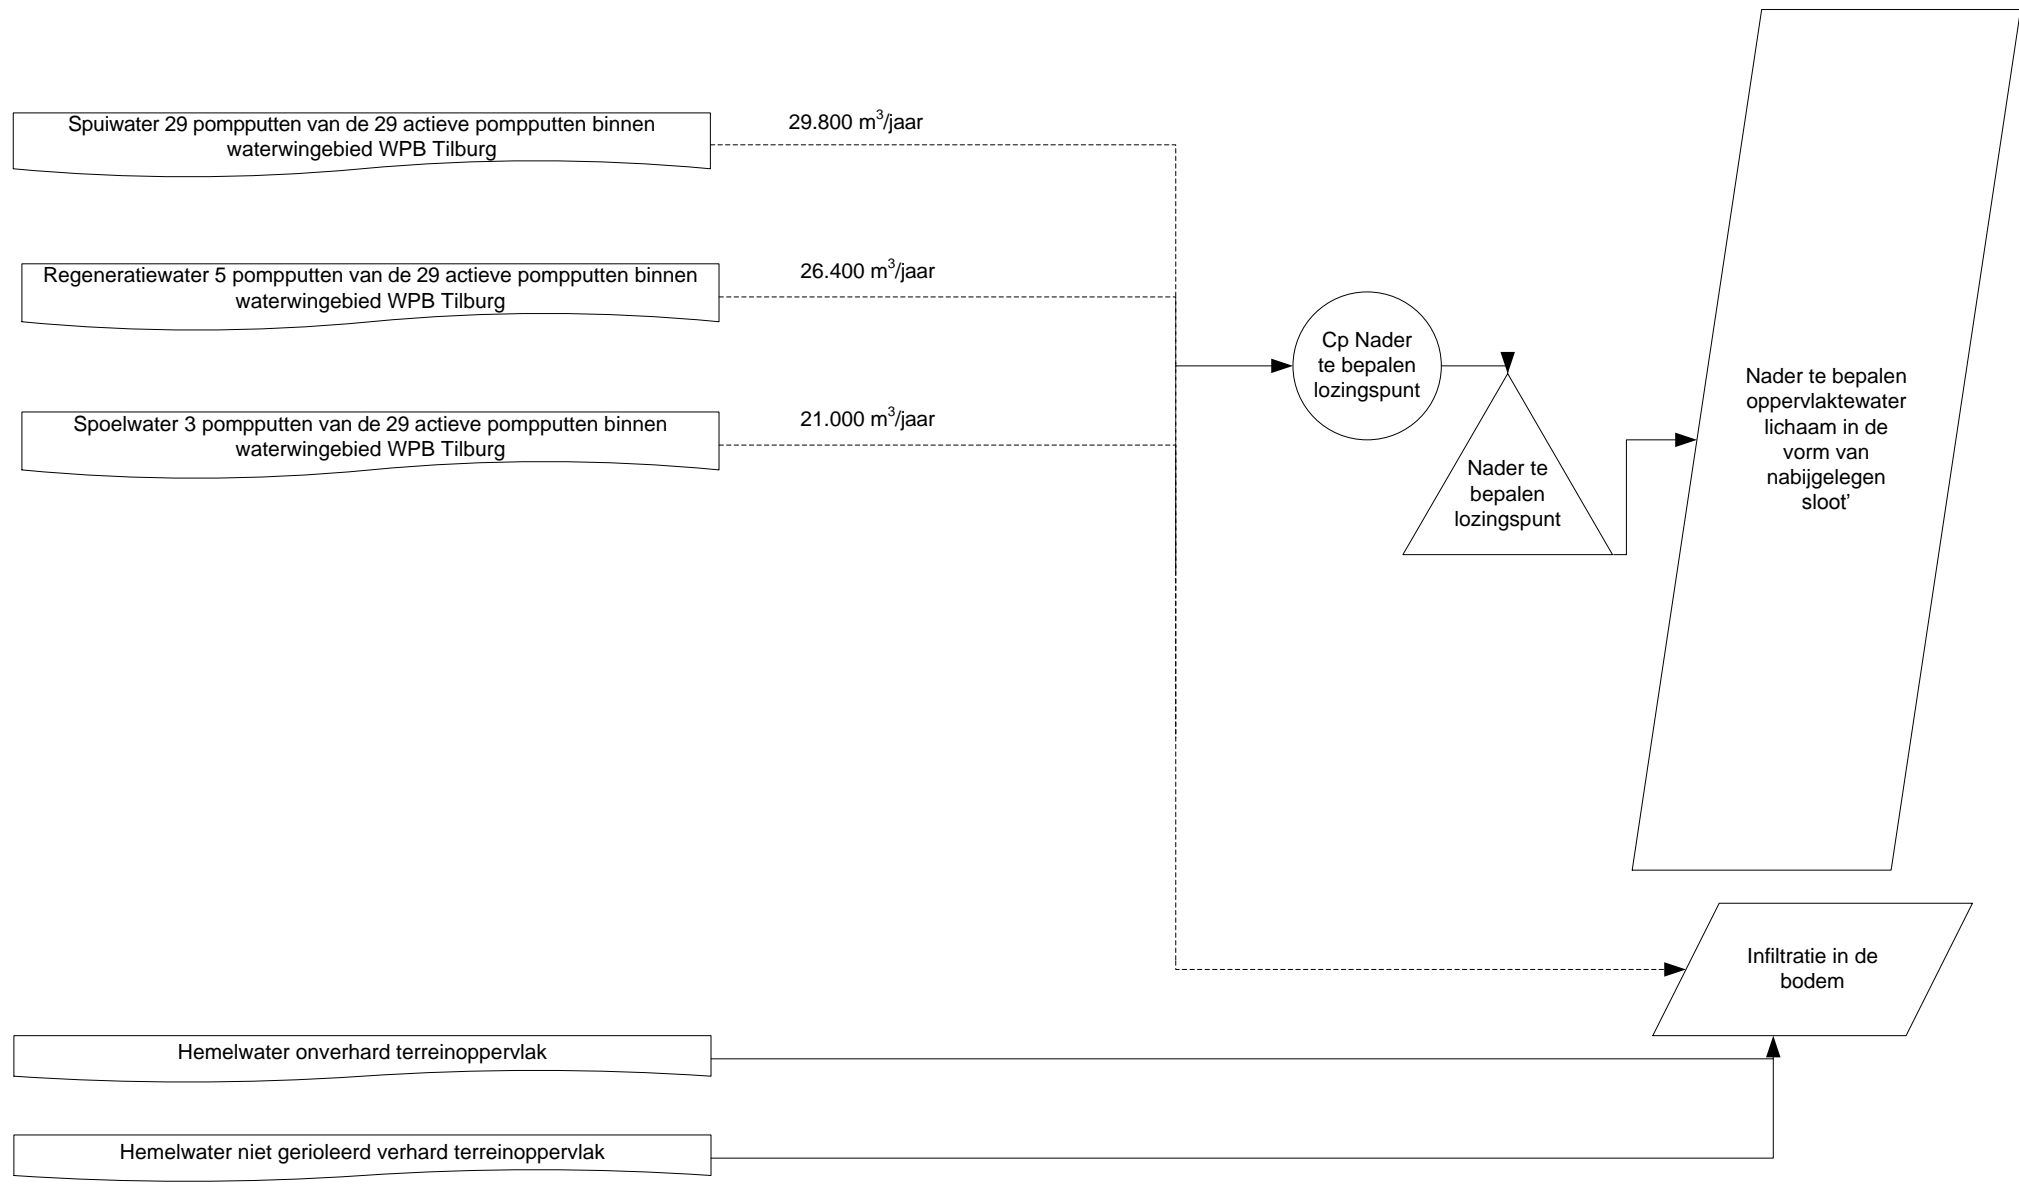 Spuiwater 29 pompputten van de 29 actieve pompputten binnen
waterwingebied WPB Tilburg
29.800 m³/jaar
Regeneratiewater 5 pompputten van de 29 actieve pompputten binnen
waterwingebied WPB Tilburg
26.400 m³/jaar
Spoelwater 3 pompputten van de 29 actieve pompputten binnen
waterwingebied WPB Tilburg
21.000 m³/jaar
Cp Nader
te bepalen
lozingspunt
Nader te
bepalen
lozingspunt
Nader te bepalen
oppervlaktewater
lichaam in de
vorm van
nabijgelegen
sloot’
Infiltratie in de
bodem
Hemelwater onverhard terreinoppervlak
Hemelwater niet gerioleerd verhard terreinoppervlak